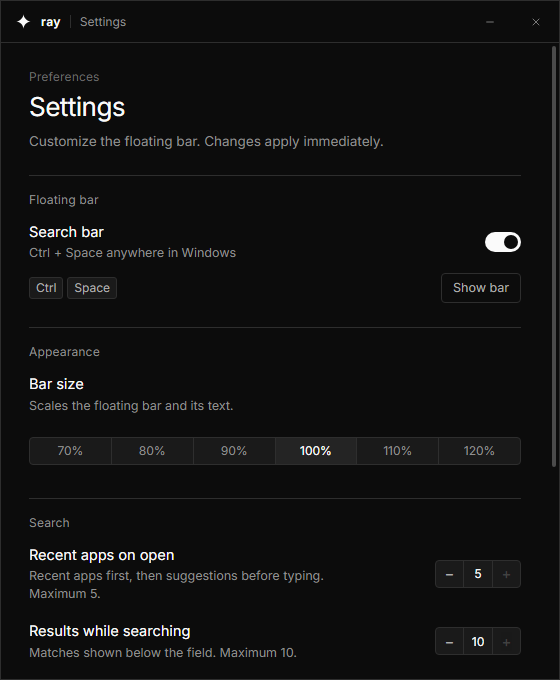 ray | Settings
Preferences
Settings
Customize the floating bar. Changes apply immediately.
Floating bar
Search bar
Ctrl + Space anywhere in Windows
Ctrl Space Show bar
Appearance
Bar size
Scales the floating bar and its text.
70% 80% 90% 100% 110% 120%
Search
Recent apps on open
Recent apps first, then suggestions before typing.
Maximum 5.
− 5 +
Results while searching
Matches shown below the field. Maximum 10.
− 10 +